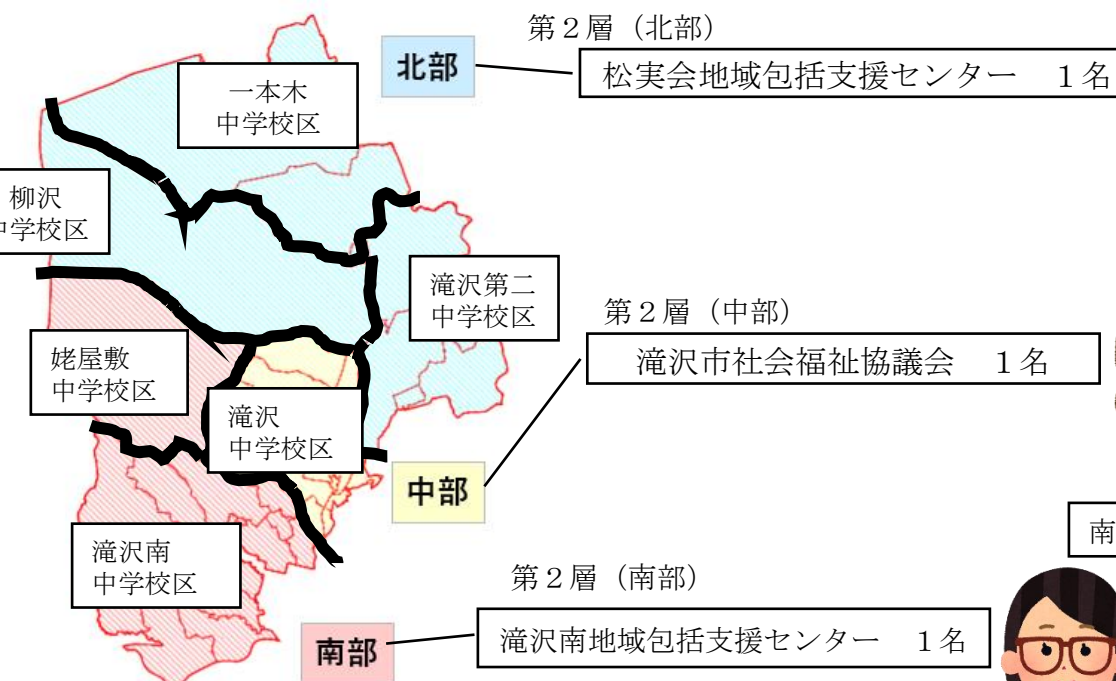 第２層（北部）
北部
松実会地域包括支援センター　１名
一本木
中学校区
柳沢
中学校区
滝沢第二
中学校区
第２層（中部）
滝沢市社会福祉協議会　１名
姥屋敷
中学校区
滝沢
中学校区
中部
南
滝沢南
中学校区
第２層（南部）
滝沢南地域包括支援センター　１名
南部